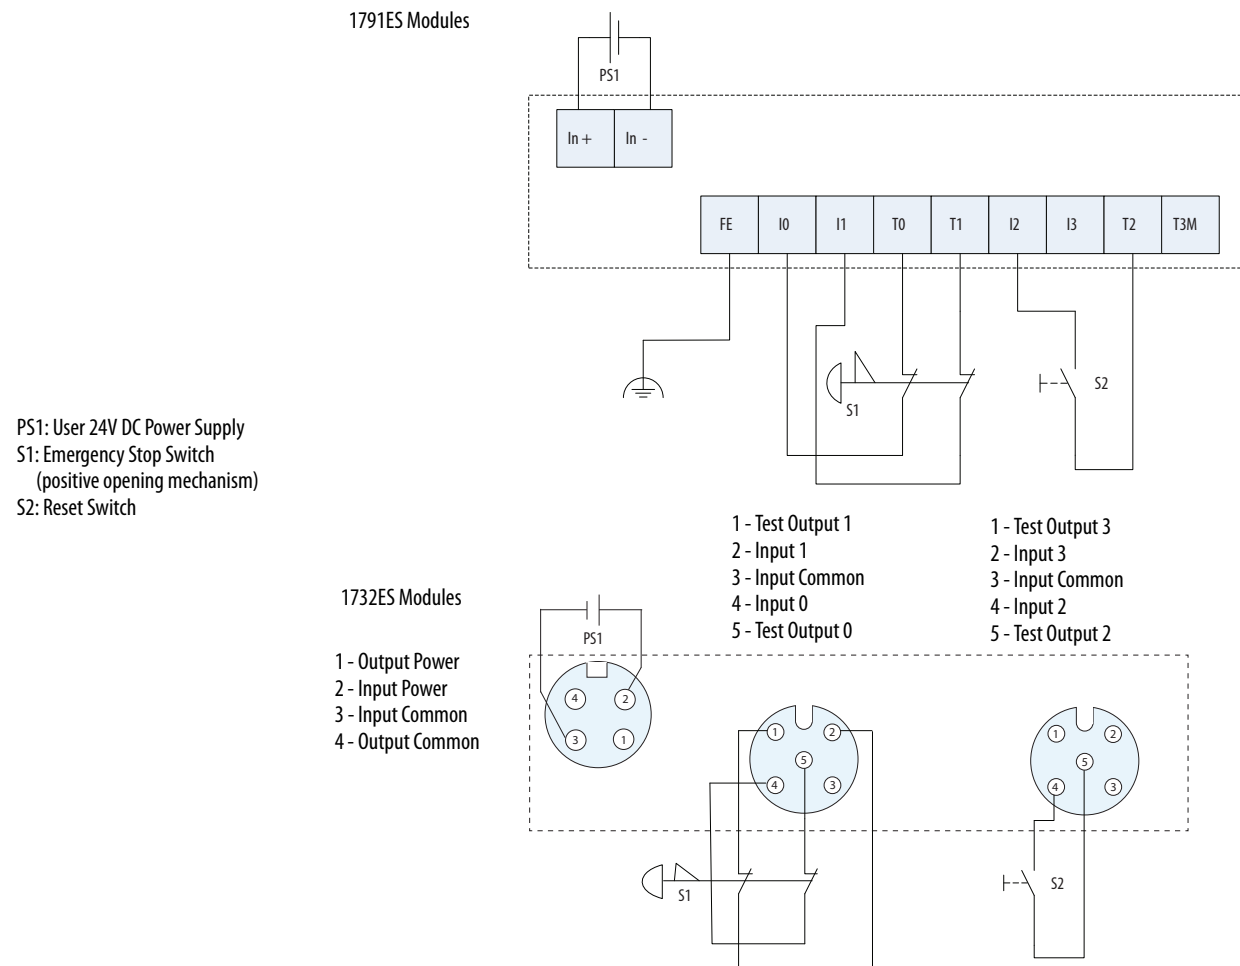 1791ES Modules
PS1
In +
In -
FE
I0
I1
T0
T1
I2
I3
T2
T3M
S1
S2
PS1: User 24V DC Power Supply
S1: Emergency Stop Switch
(positive opening mechanism)
S2: Reset Switch
1 - Test Output 1
2 - Input 1
3 - Input Common
4 - Input 0
5 - Test Output 0
1 - Test Output 3
2 - Input 3
3 - Input Common
4 - Input 2
5 - Test Output 2
1732ES Modules
1 - Output Power
2 - Input Power
3 - Input Common
4 - Output Common
PS1
4
2
3
1
1
2
5
4
3
1
2
5
4
3
S1
S2